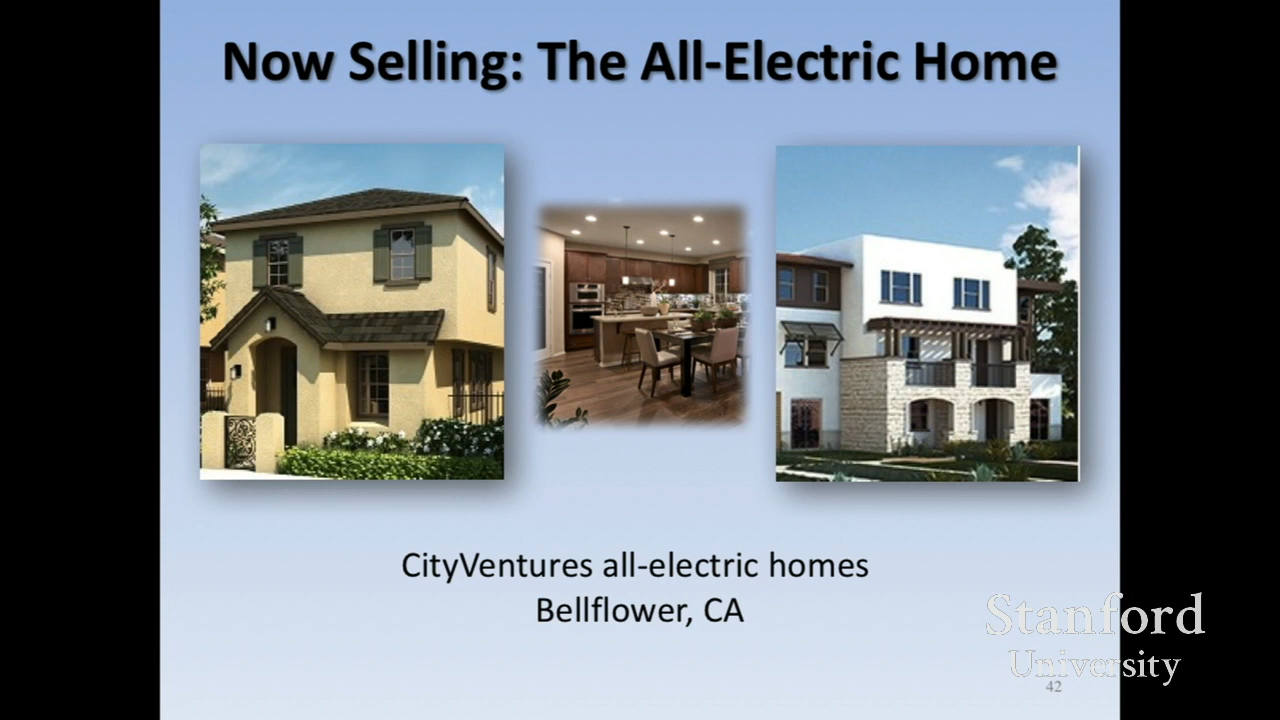 Now Selling: The All-Electric Home
CityVentures all-electric homes
Bellflower, CA
Stanford
University
42